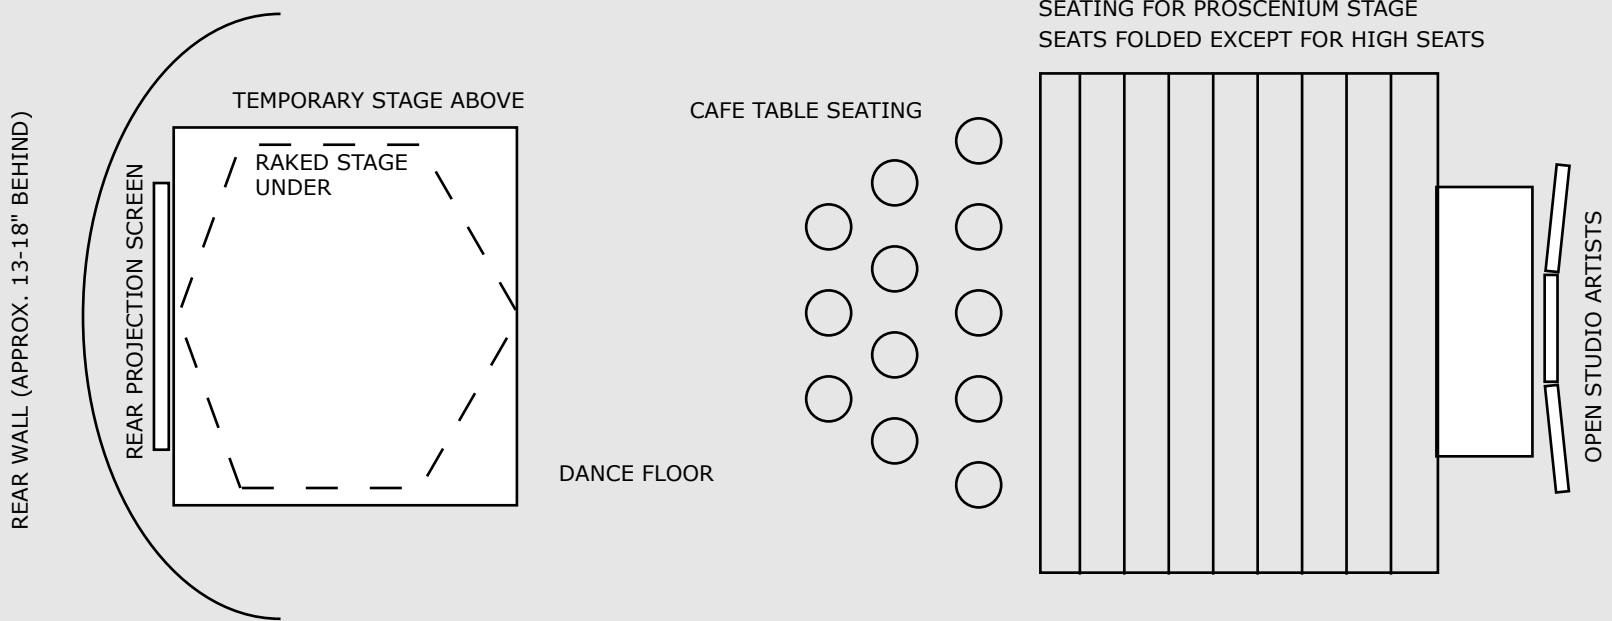 SEATING FOR PROSCENIUM STAGE
SEATS FOLDED EXCEPT FOR HIGH SEATS
TEMPORARY STAGE ABOVE
CAFE TABLE SEATING
REAR WALL (APPROX. 13-18" BEHIND)
REAR PROJECTION SCREEN
RAKED STAGE
UNDER
DANCE FLOOR
OPEN STUDIO ARTISTS